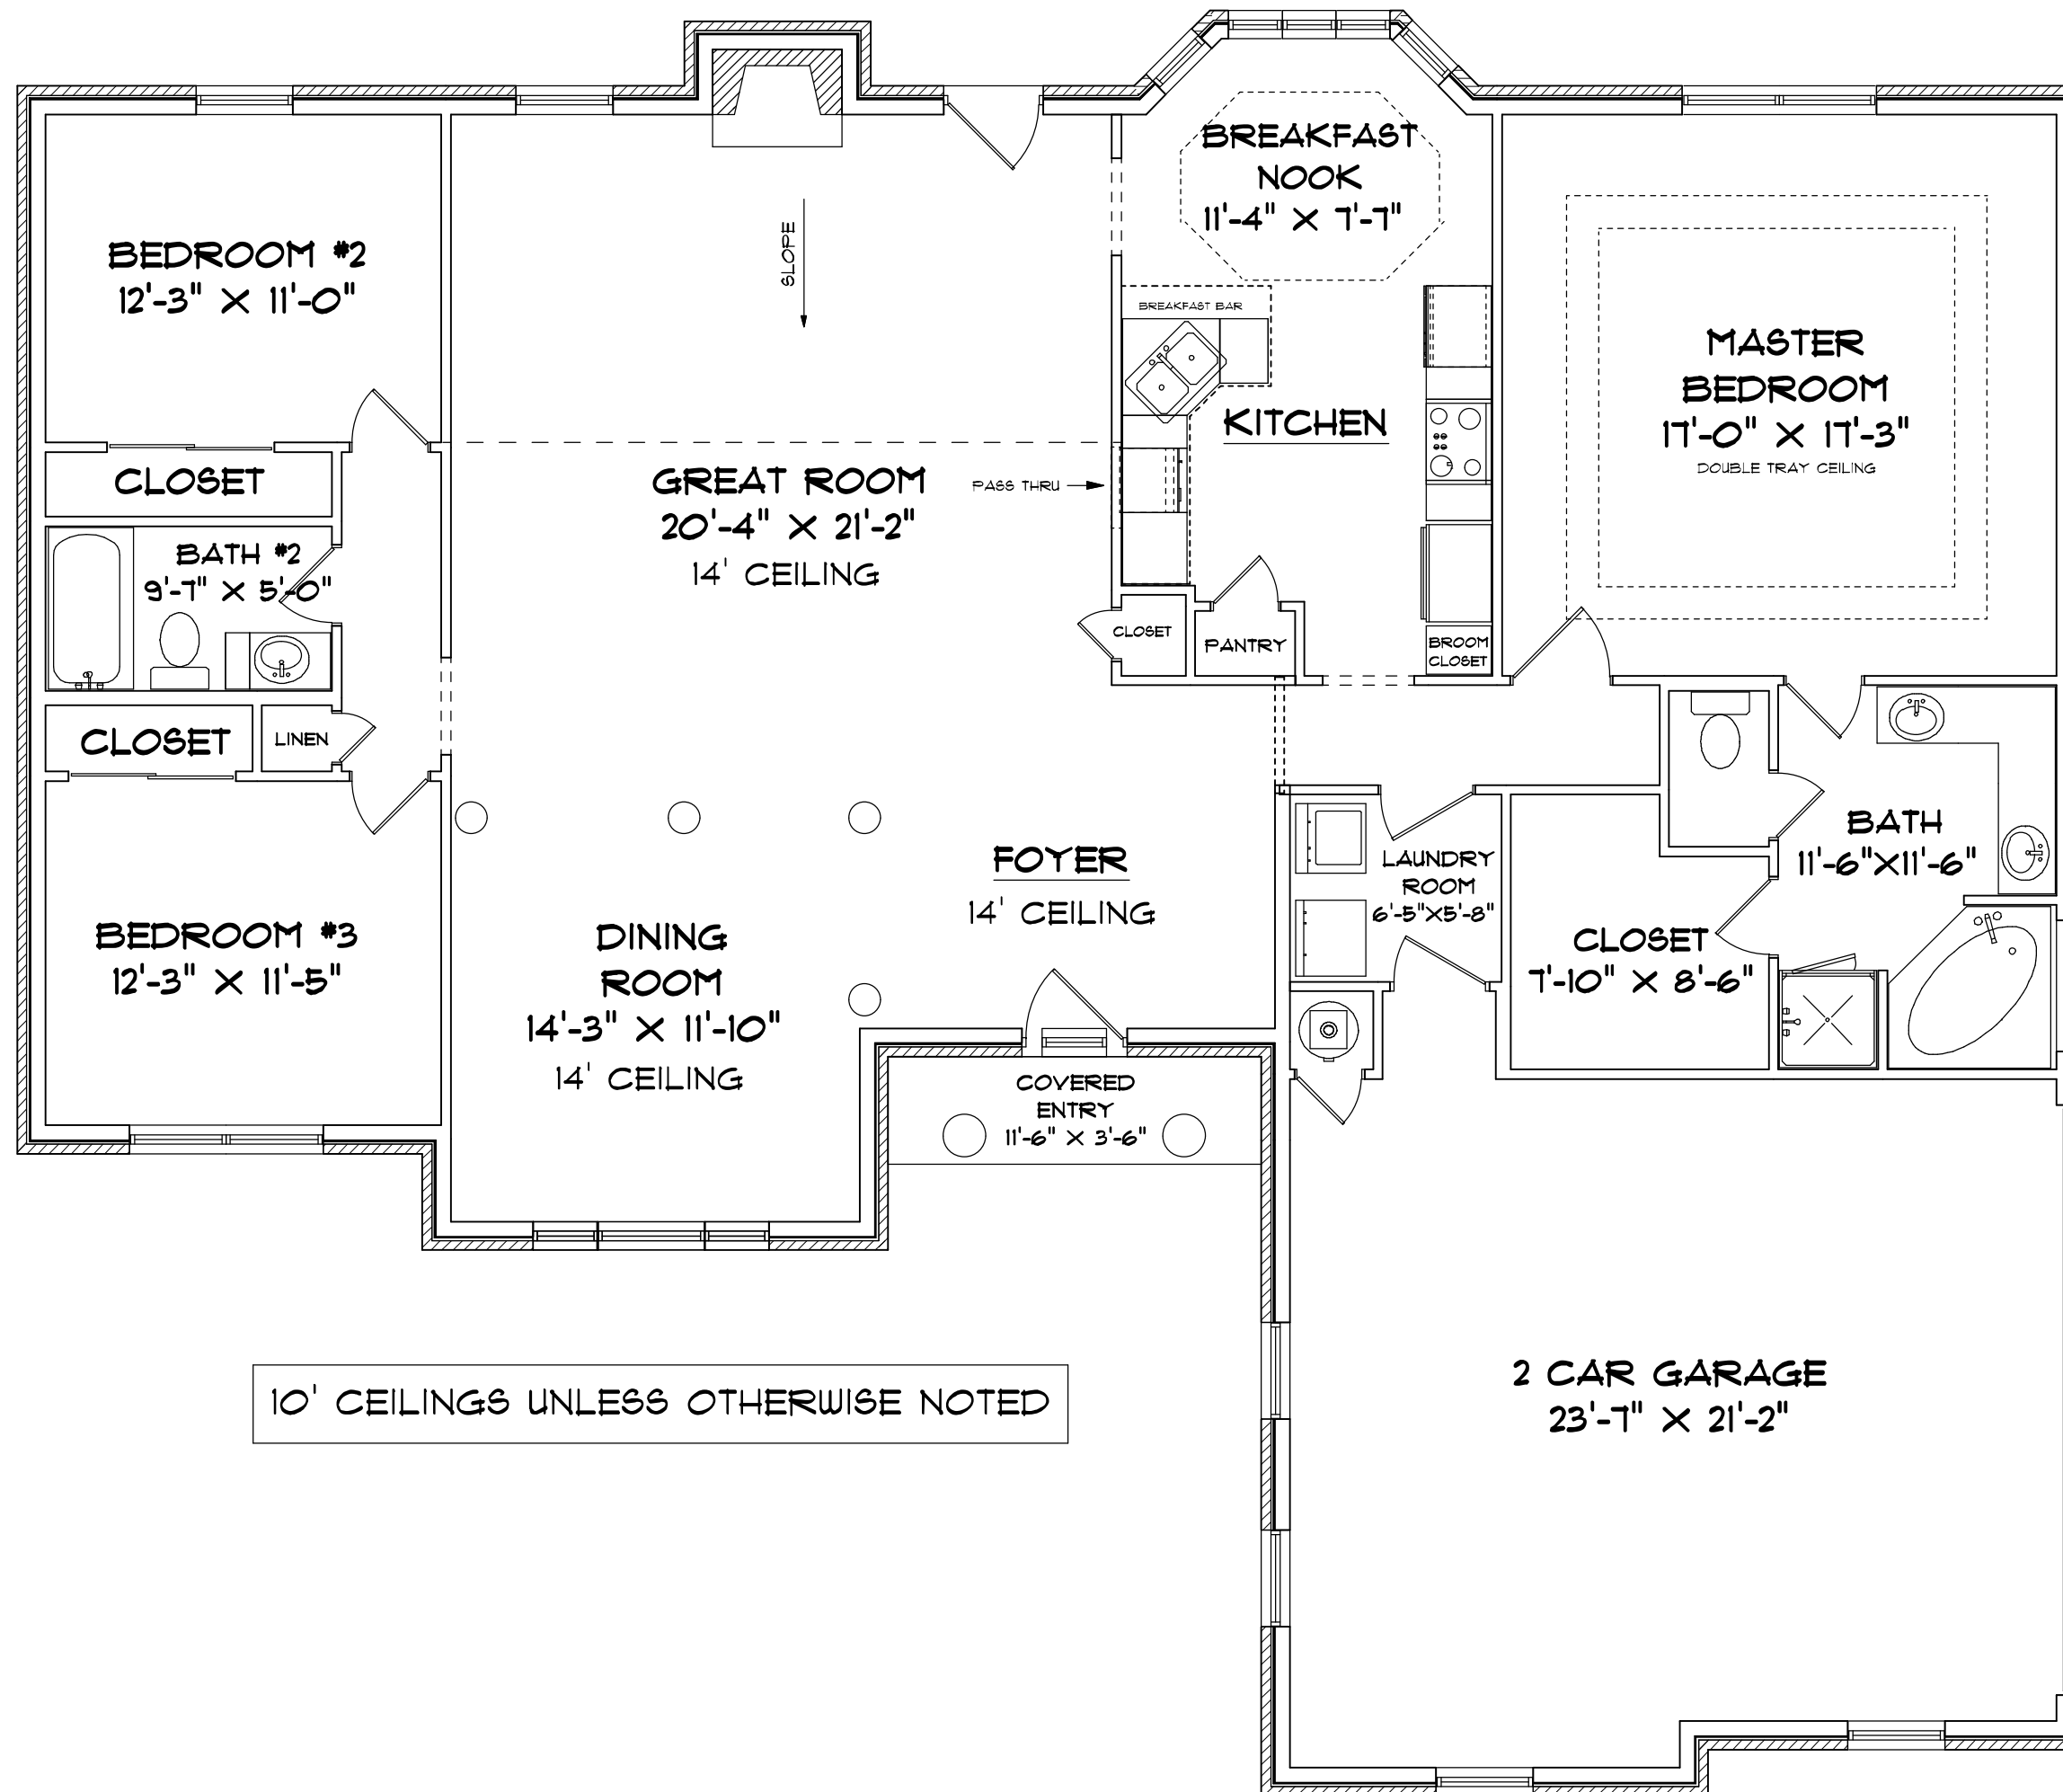 BREAKFAST
NOOK
11'-4" X 7'-7"
BEDROOM #2
12'-3" X 11'-0"
SLOPE
BREAKFAST BAR
MASTER
BEDROOM
17'-0" X 17'-3"
DOUBLE TRAY CEILING
KITCHEN
CLOSET
GREAT ROOM
20'-4" X 21'-2"
14' CEILING
PASS THRU
BATH #2
9'-7" X 5'-0"
CLOSET
PANTRY
BROOM
CLOSET
CLOSET
LINEN
BATH
11'-6"X11'-6"
FOYER
14' CEILING
LAUNDRY
ROOM
6'-5"X5'-8"
BEDROOM #3
12'-3" X 11'-5"
DINING
ROOM
14'-3" X 11'-10"
14' CEILING
CLOSET
7'-10" X 8'-6"
COVERED
ENTRY
11'-6" X 3'-6"
2 CAR GARAGE
23'-7" X 21'-2"
10' CEILINGS UNLESS OTHERWISE NOTED